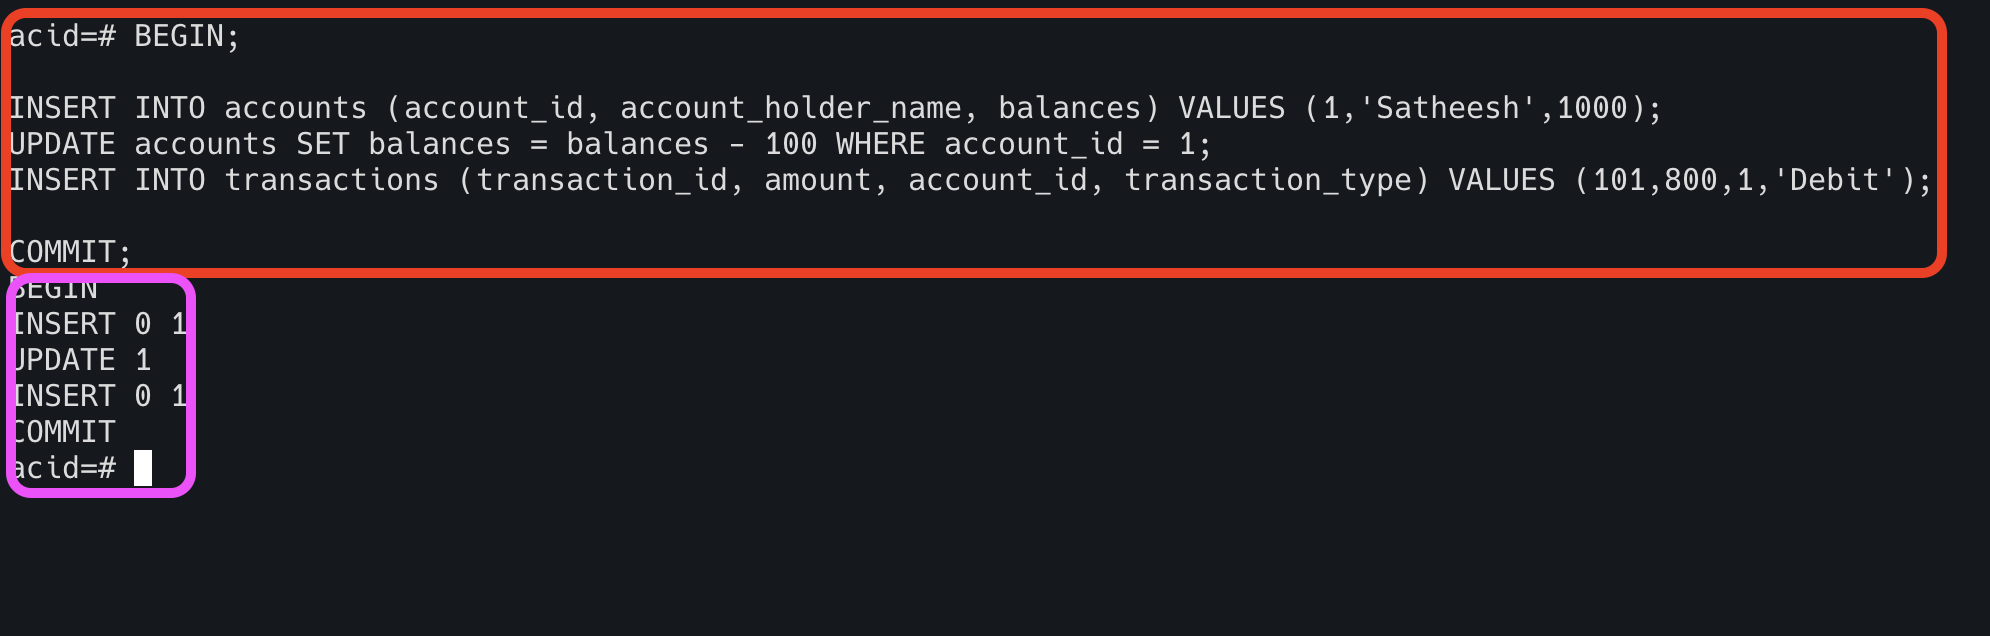 acid=# BEGIN;
INSERT INTO accounts (account_id, account_holder_name, balances) VALUES (1,'Satheesh',1000);
UPDATE accounts SET balances = balances - 100 WHERE account_id = 1;
INSERT INTO transactions (transaction_id, amount, account_id, transaction_type) VALUES (101,800,1,'Debit');
COMMIT;
BEGIN
INSERT 0 1
UPDATE 1
INSERT 0 1
COMMIT
acid=#